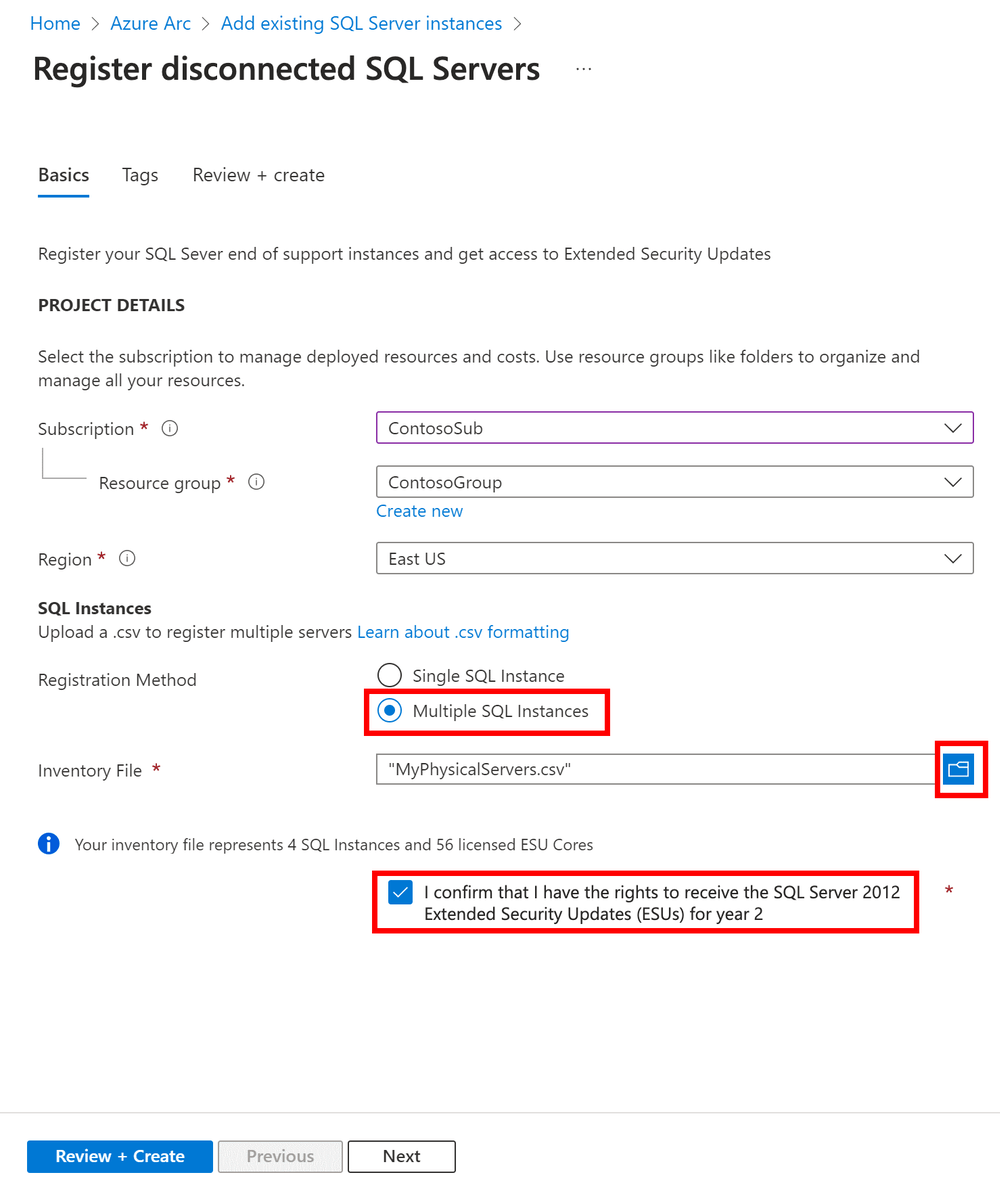 Home > Azure Arc > Add existing SQL Server instances >
Register disconnected SQL Servers ...
Basics Tags Review + create
Register your SQL Sever end of support instances and get access to Extended Security Updates
PROJECT DETAILS
Select the subscription to manage deployed resources and costs. Use resource groups like folders to organize and
manage all your resources.
Subscription * ContosoSub
Resource group * ContosoGroup
Create new
Region * East US
SQL Instances
Upload a .csv to register multiple servers Learn about .csv formatting
Registration Method
Single SQL Instance
Multiple SQL Instances
Inventory File * "MyPhysicalServers.csv"
Your inventory file represents 4 SQL Instances and 56 licensed ESU Cores
I confirm that I have the rights to receive the SQL Server 2012 *
Extended Security Updates (ESUs) for year 2
Review + Create Previous Next